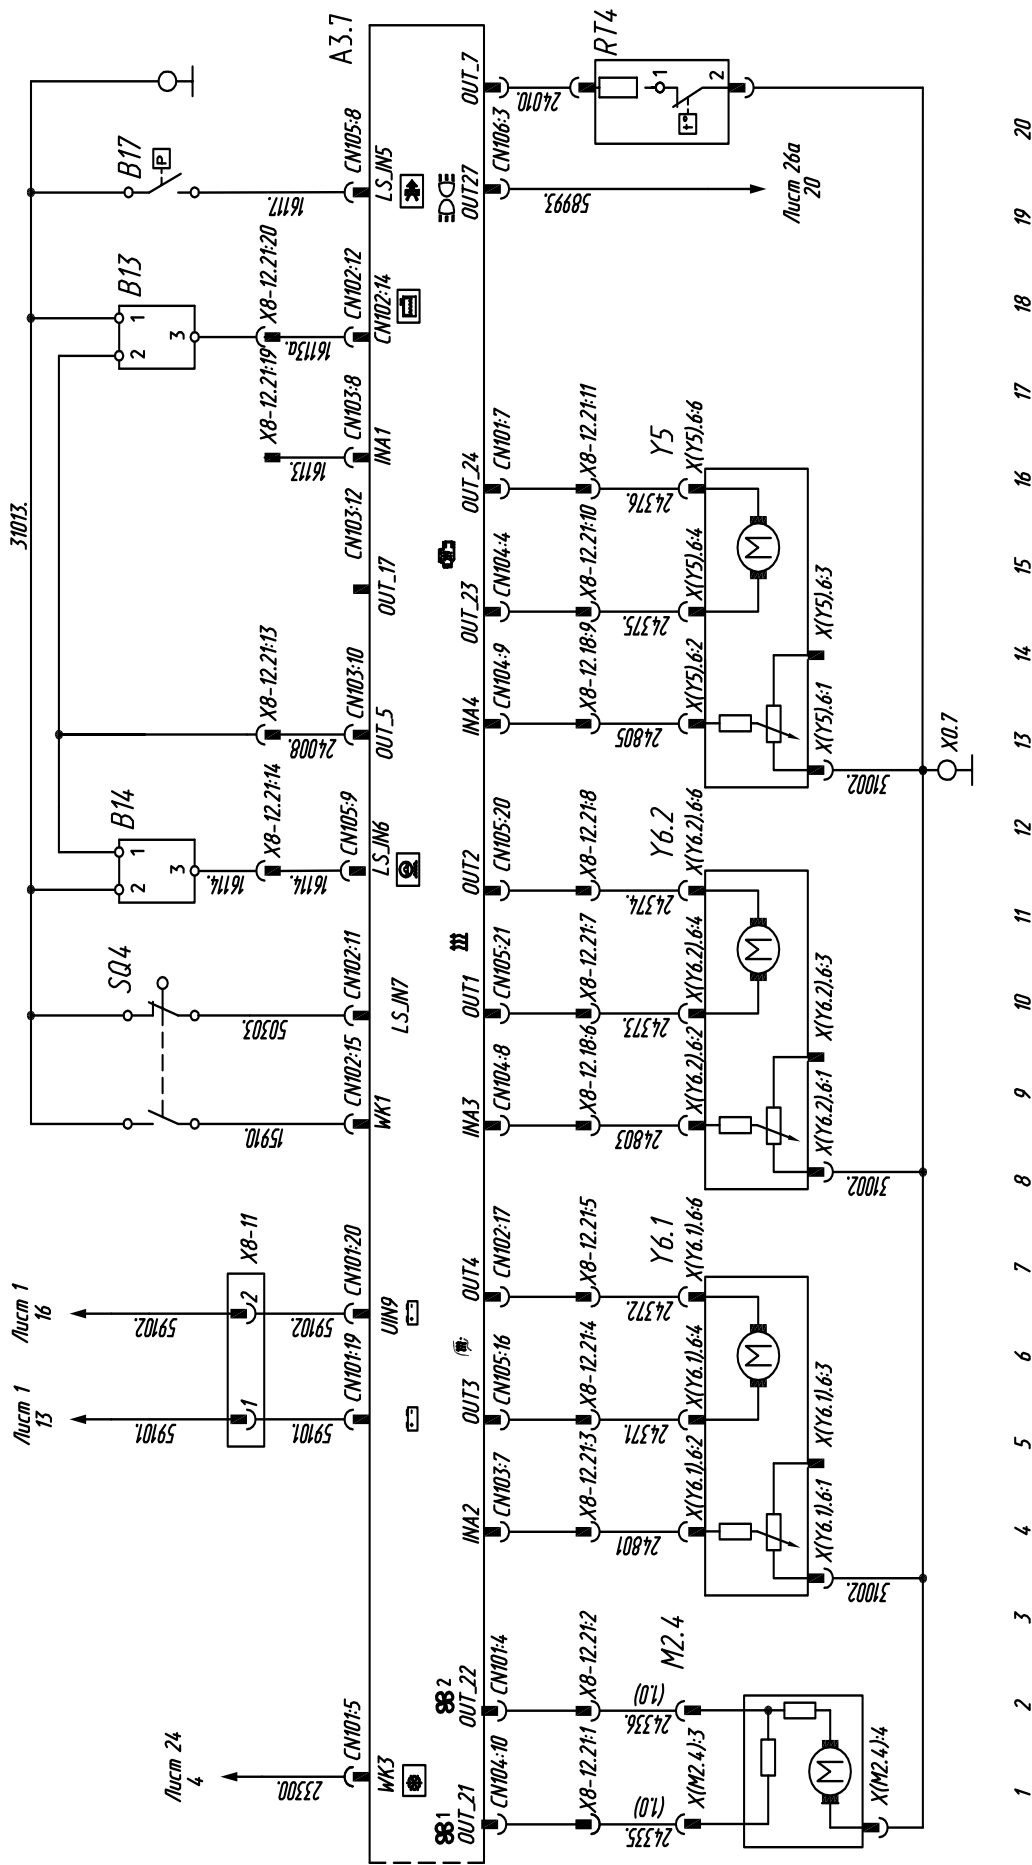 A3.7
31013.
B17
P
16117.
CN105:8
LS_IN5
B13
1
2
3
X8-12.21:20
X8-12.21:19
16113a.
CN102:12
CN102:14
16113.
CN103:8
INA1
CN103:12
OUT_17
X8-12.21:13
24008.
CN103:10
OUT_5
B14
1
2
3
X8-12.21:14
16114.
16114.
CN105:9
LS_IN6
SQ4
50303.
CN102:11
LS_IN7
15910.
CN102:15
WK1
Лист 1
16
59102.
X8-11
2
59102.
CN101:20
UIN9
Лист 1
13
59101.
1
59101.
CN101:19
Лист 24
4
23300.
CN101:5
WK3
OUT_7
CN106:3
24010.
RT4
1
2
t°
OUT27
58993.
Лист 26а
20
OUT_24
CN101:7
X8-12.21:11
24376.
X(Y5).6:6
Y5
M
OUT_23
CN104:4
X8-12.21:10
24375.
X(Y5).6:4
X(Y5).6:3
INA4
CN104:9
X8-12.18:9
24805
X(Y5).6:2
X(Y5).6:1
31002.
X0.7
OUT2
CN105:20
X8-12.21:8
24374.
X(Y6.2).6:6
Y6.2
M
OUT1
CN105:21
X8-12.21:7
24373.
X(Y6.2).6:4
X(Y6.2).6:3
INA3
CN104:8
X8-12.18:6
24803
X(Y6.2).6:2
X(Y6.2).6:1
31002.
OUT4
CN102:17
X8-12.21:5
24372.
X(Y6.1).6:6
Y6.1
M
OUT3
CN105:16
X8-12.21:4
24371.
X(Y6.1).6:4
X(Y6.1).6:3
INA2
CN103:7
X8-12.21:3
24801
X(Y6.1).6:2
X(Y6.1).6:1
31002.
2
OUT_22
CN101:4
X8-12.21:2
24336.
(1.0)
M2.4
1
OUT_21
CN104:10
X8-12.21:1
24335.
(1.0)
X(M2.4):3
M
X(M2.4):4
1 2 3 4 5 6 7 8 9 10 11 12 13 14 15 16 17 18 19 20